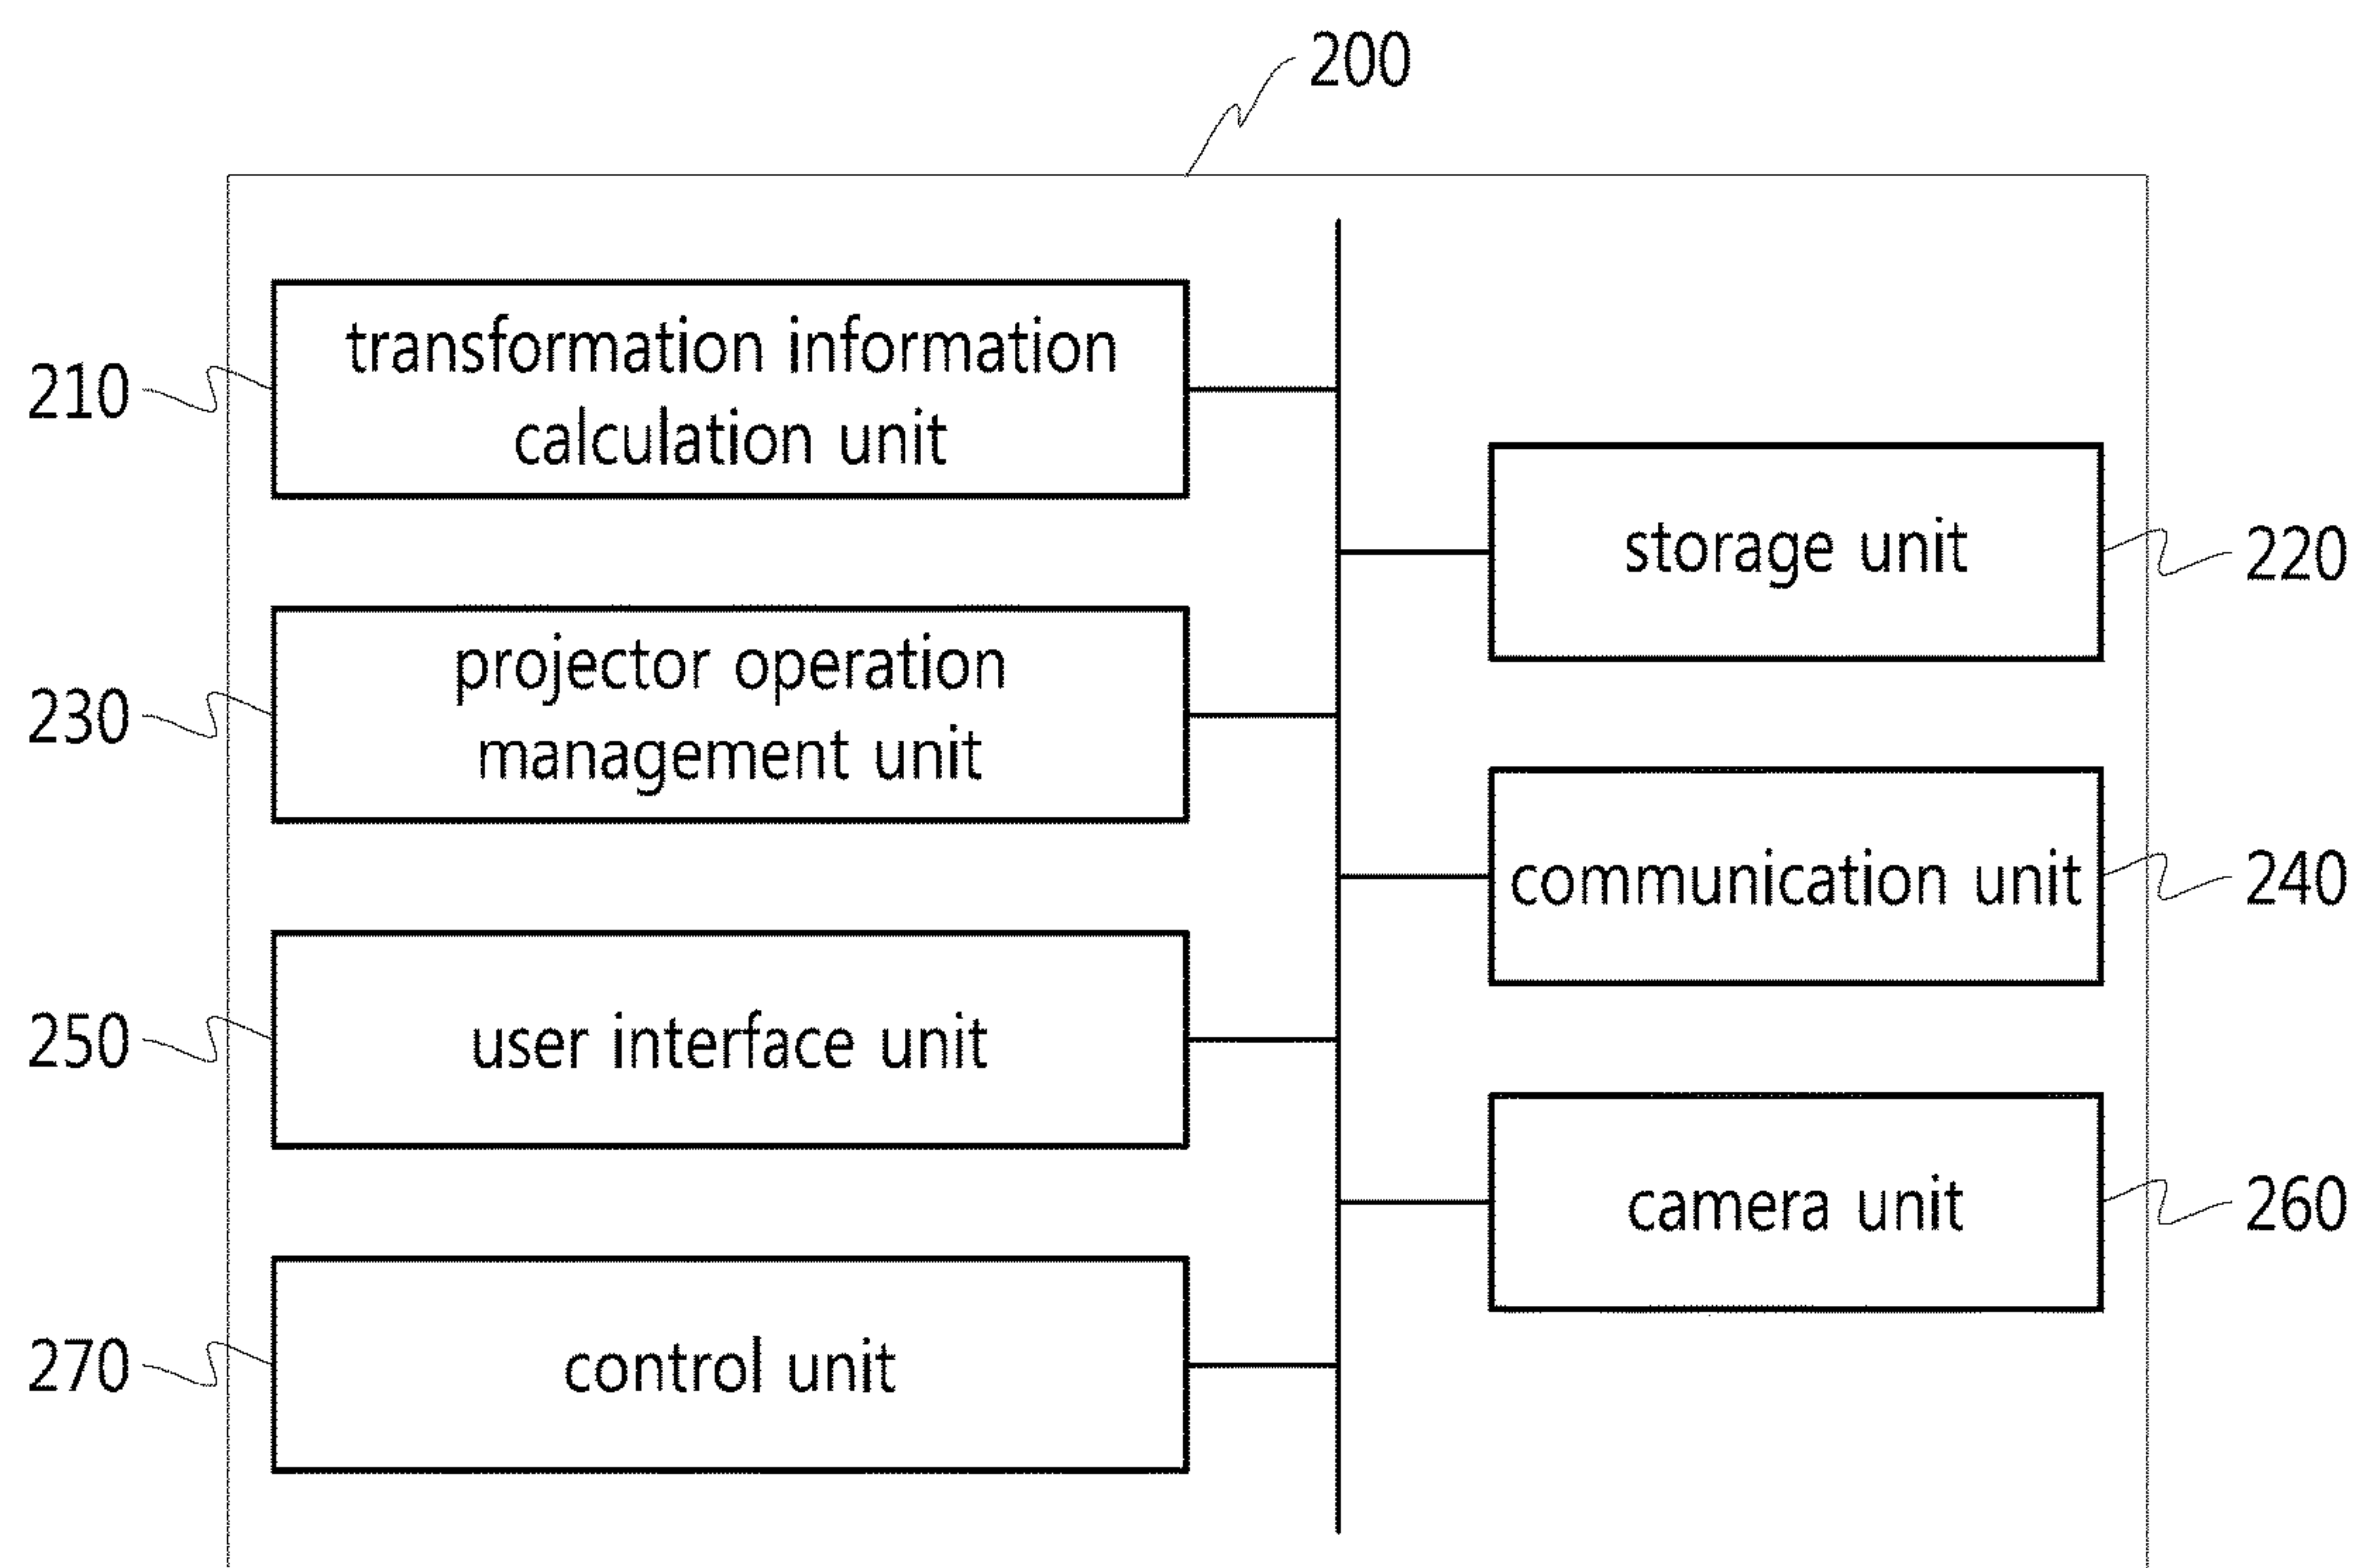 200
210
transformation information
calculation unit
storage unit
220
230
projector operation
management unit
communication unit
240
250
user interface unit
camera unit
260
270
control unit